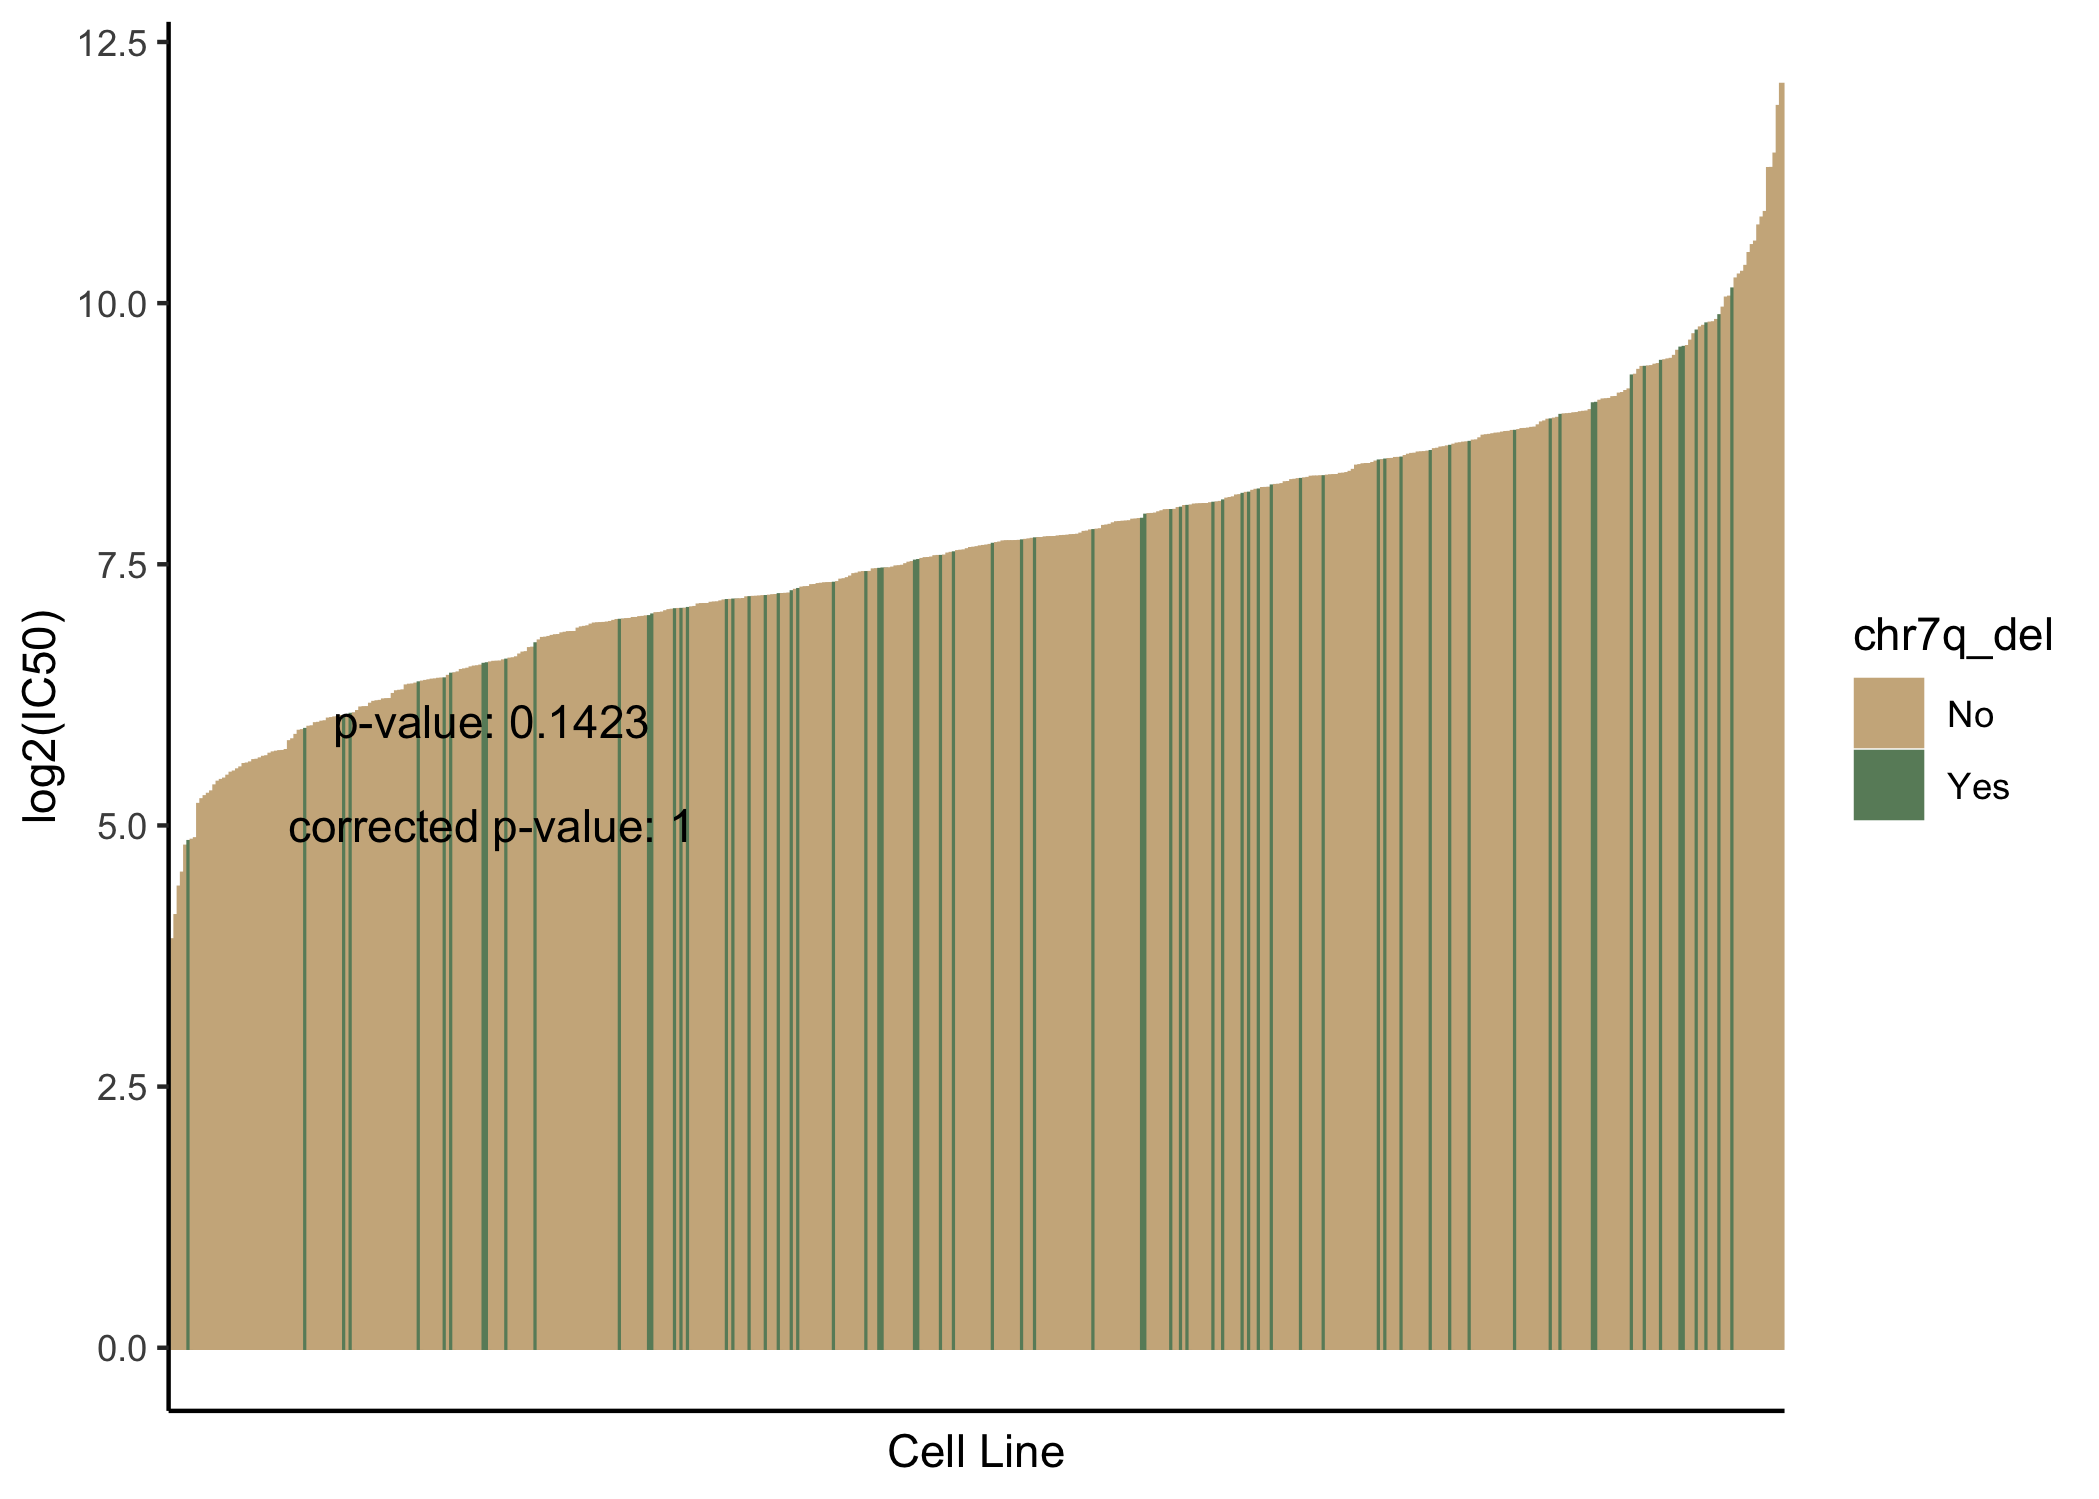 12.5
10.0
7.5
5.0
2.5
0.0
log2(IC50)
p-value: 0.1423
corrected p-value: 1
Cell Line
chr7q_del
No
Yes